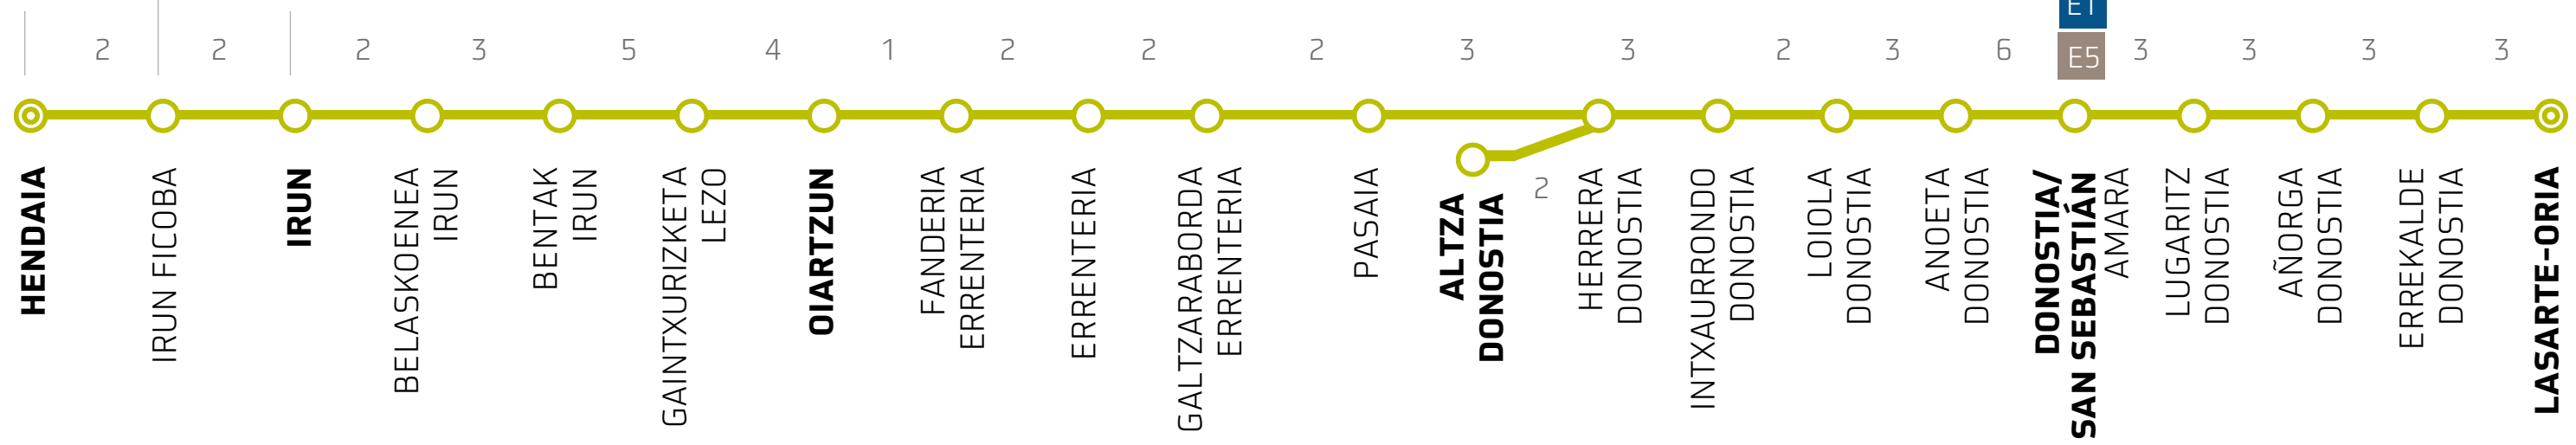 E1
2 2 2 3 5 4 1 2 2 2 3 3 2 3 6 E5 3 3 3 3
HENDAIA
IRUN FICOBA
IRUN
BELASKOENEA
IRUN
BENTAK
IRUN
GAINTXURIZKETA
LEZO
OIARTZUN
FANDERIA
ERRENTERIA
ERRENTERIA
GALTZARABORDA
ERRENTERIA
PASAIA
ALTZA
DONOSTIA
2
HERRERA
DONOSTIA
INTXAURRONDO
DONOSTIA
LOIOLA
DONOSTIA
ANOETA
DONOSTIA
DONOSTIA/
SAN SEBASTIÁN
AMARA
LUGARITZ
DONOSTIA
AÑORGA
DONOSTIA
ERREKALDE
DONOSTIA
LASARTE-ORIA